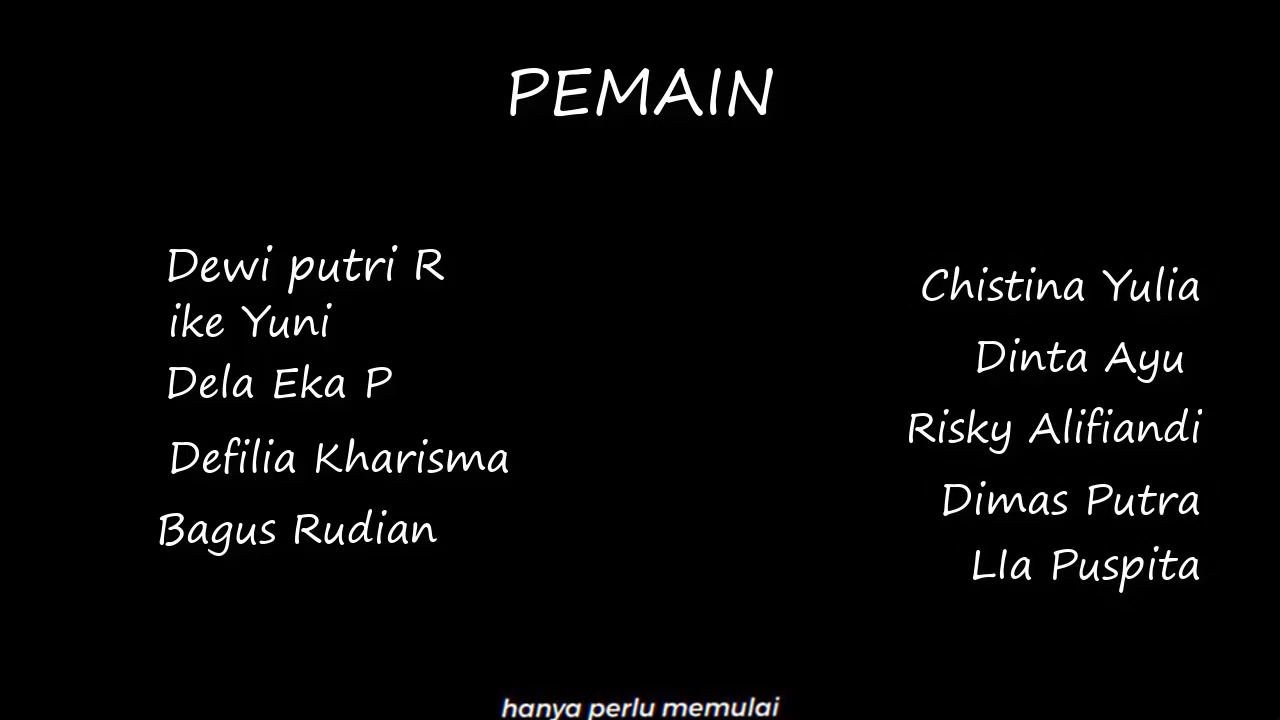 PEMAIN
Dewi putri R
ike Yuni
Dela Eka P
Defilia Kharisma
Bagus Rudian
Chistina Yulia
Dinta Ayu
Risky Alifiandi
Dimas Putra
Lla Puspita
hanya perlu memulai